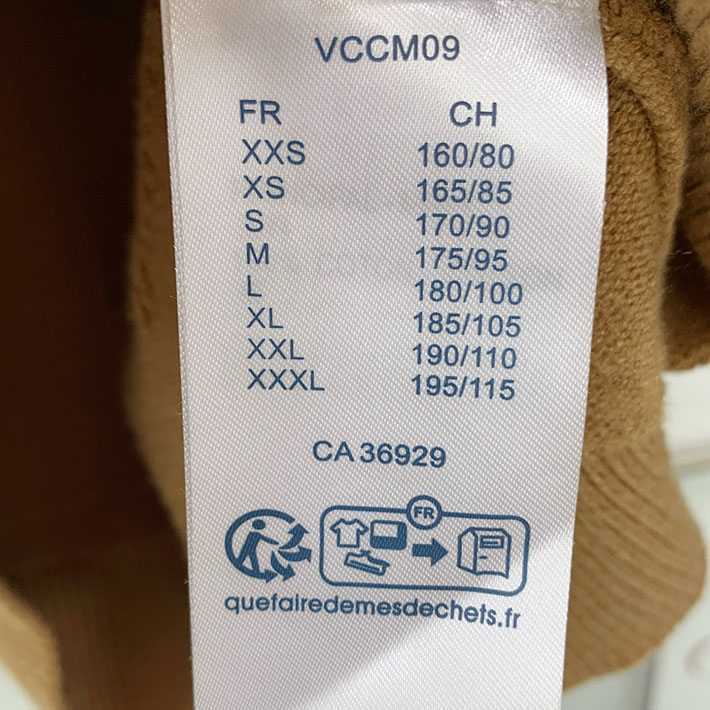 VCCM09
FR CH
XXS 160/80
XS 165/85
S 170/90
M 175/95
L 180/100
XL 185/105
XXL 190/110
XXXL 195/115
CA 36929
FR
quefairedemesdechets.fr